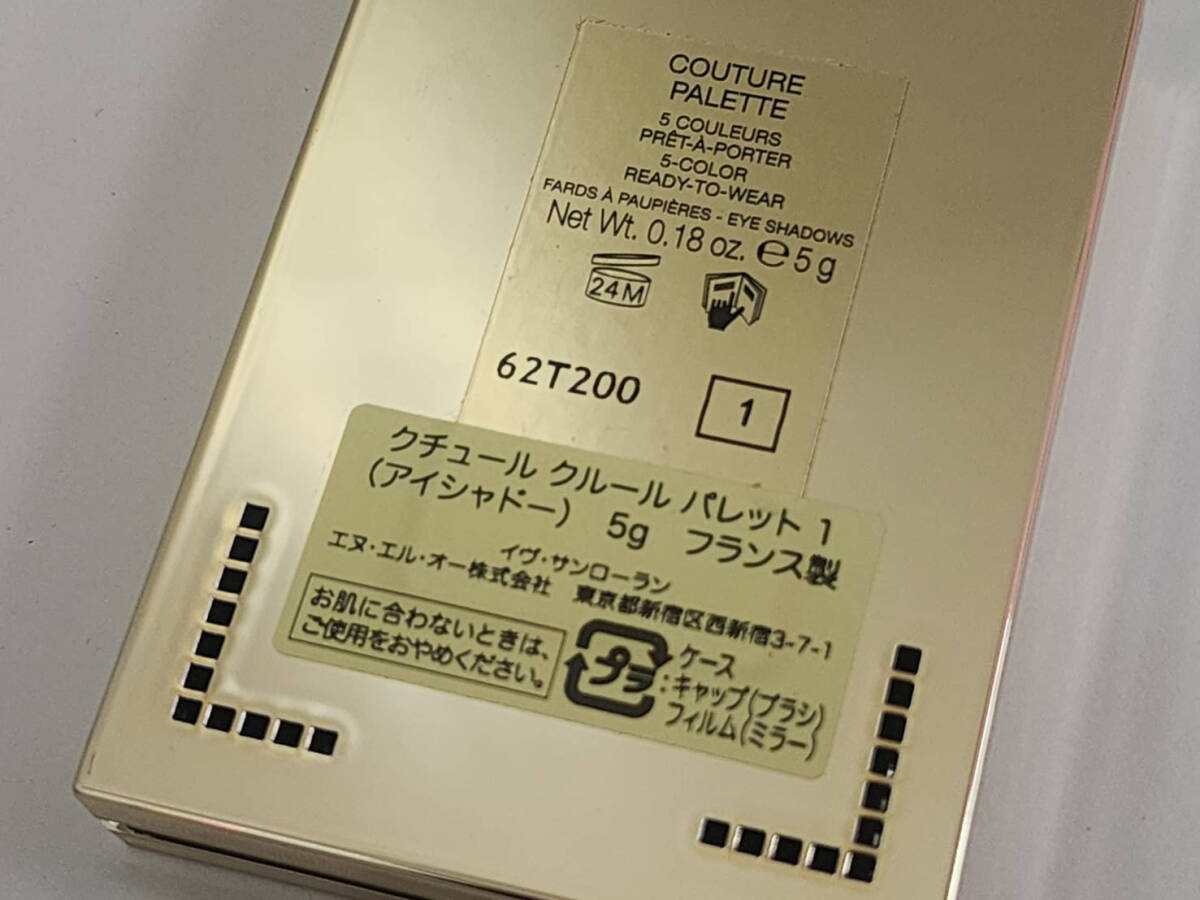 COUTURE
PALETTE
5 COULEURS
PRÊT-À-PORTER
5-COLOR
READY-TO-WEAR
FARDS À PAUPIÈRES - EYE SHADOWS
Net Wt. 0.18 oz. ℮ 5 g
24 M
62T200 1
クチュール クルール パレット 1
(アイシャドー) 5g フランス製
イヴ・サンローラン
エヌ・エル・オー株式会社 東京都新宿区西新宿3-7-1
お肌に合わないときは、
ご使用をおやめください。
プラ
ケース
:キャップ(ブラシ)
フィルム(ミラー)